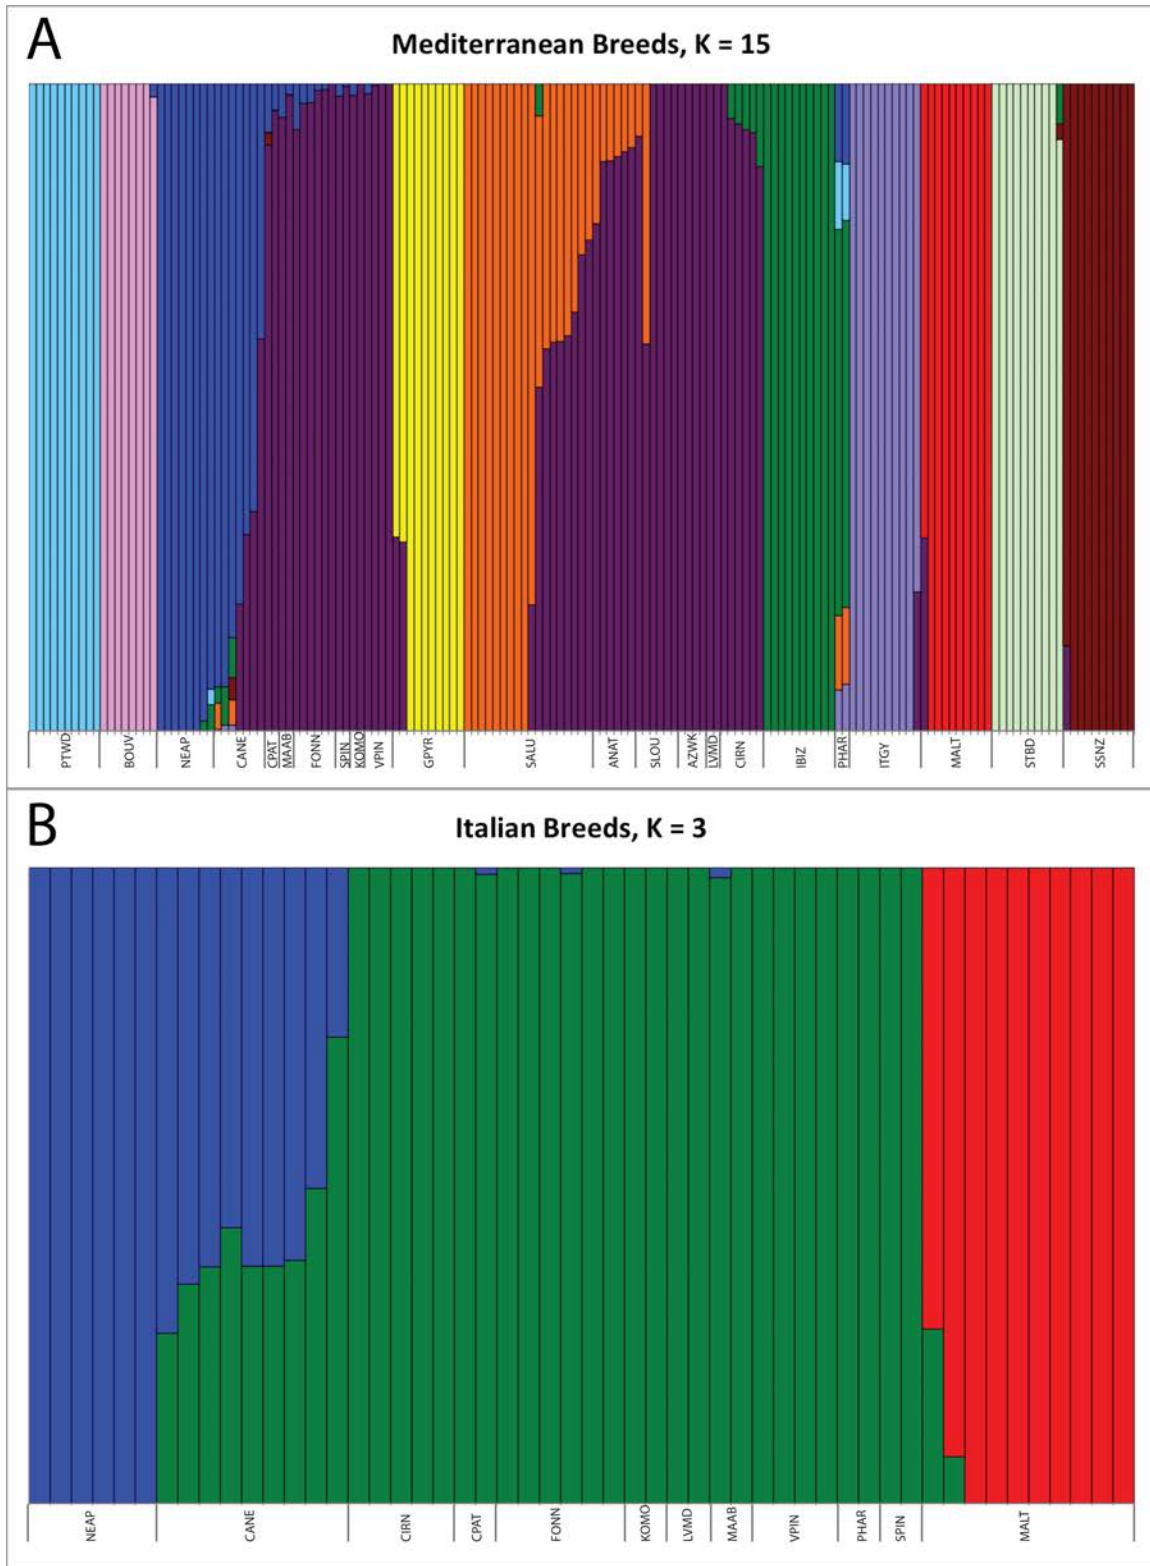 A
Mediterranean Breeds, K = 15
PTWD BOUV NEAP CANE CPAT MAAB FONN SPIN KOMO VPIN GPYR SALU ANAT SLOU AZWK LVMD CIRN IBIZ PHAR ITGY MALT STBD SSNZ
B
Italian Breeds, K = 3
NEAP CANE CIRN CPAT FONN KOMO LVMD MAAB VPIN PHAR SPIN MALT